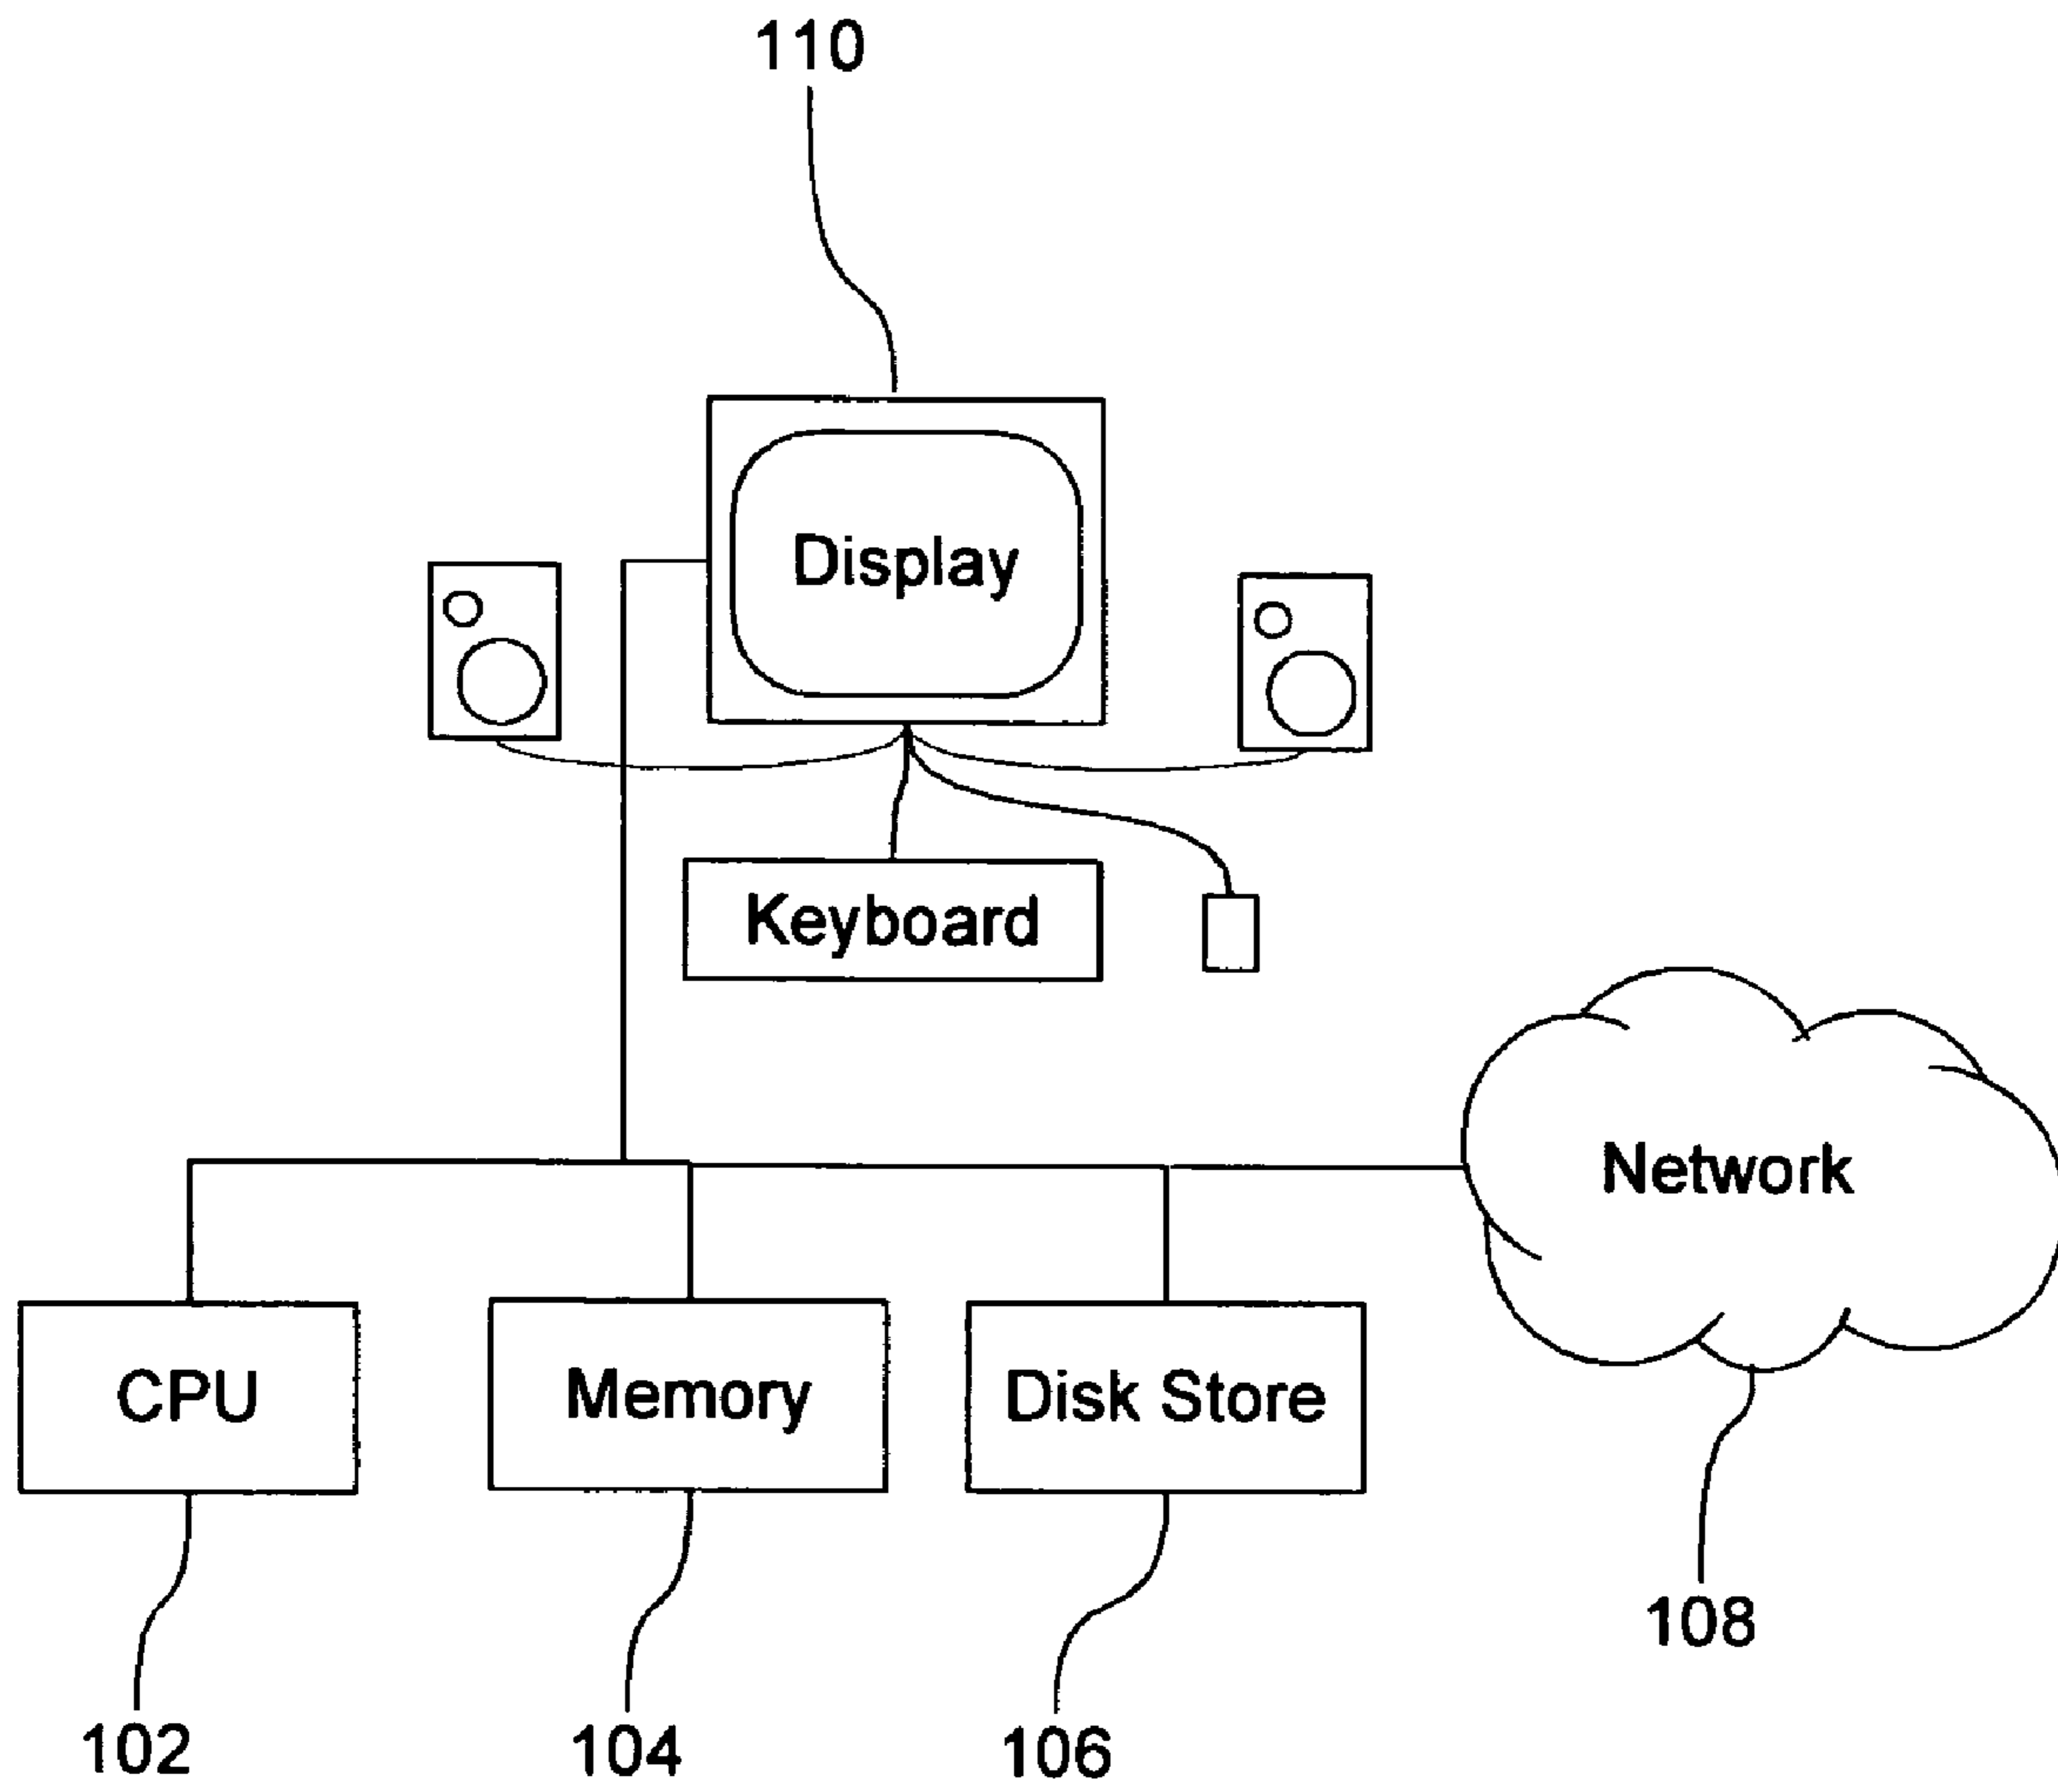 110
Display
Keyboard
Network
CPU
Memory
Disk Store
108
102
104
106